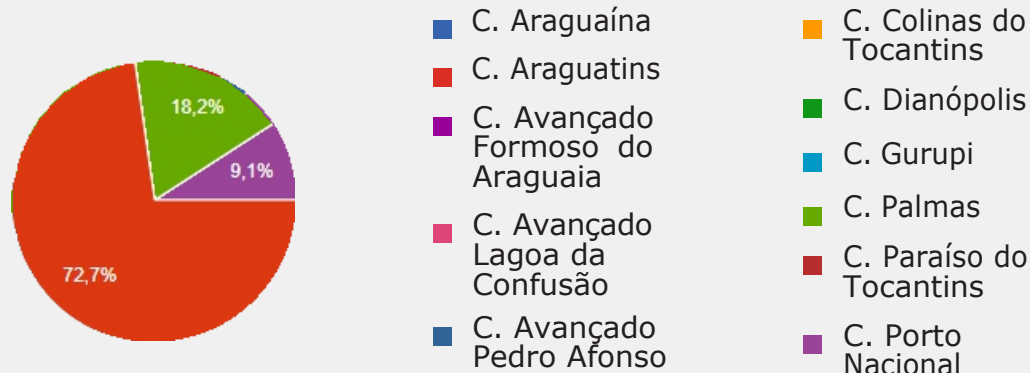 18,2%
9,1%
72,7%
C. Araguaína
C. Araguatins
C. Avançado
Formoso do
Araguaia
C. Avançado
Lagoa da
Confusão
C. Avançado
Pedro Afonso
C. Colinas do
Tocantins
C. Dianópolis
C. Gurupi
C. Palmas
C. Paraíso do
Tocantins
C. Porto
Nacional